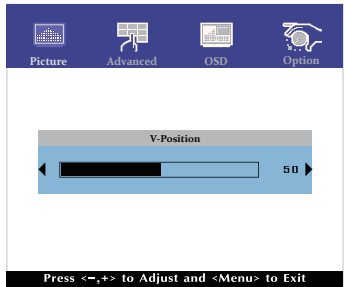 Picture Advanced OSD Option
V-Position
50
Press <−,+> to Adjust and <Menu> to Exit